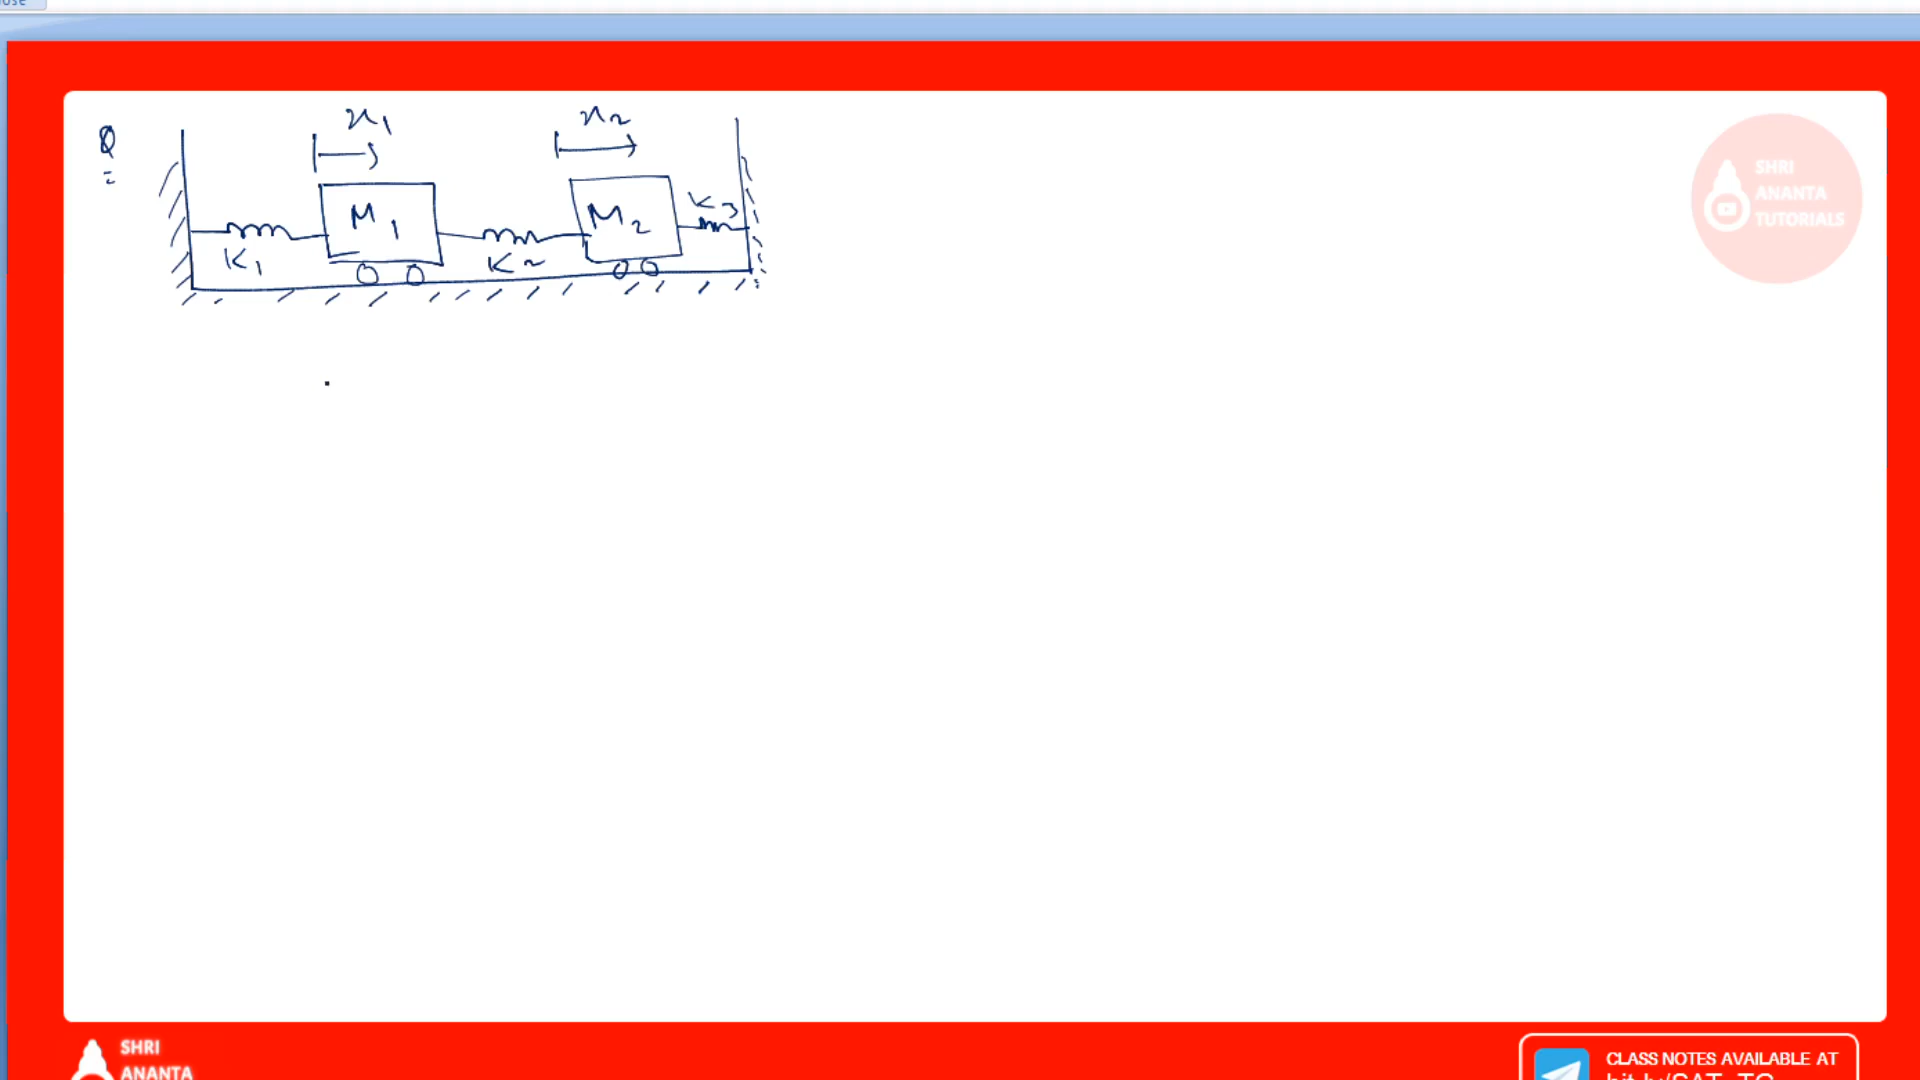 x1 x2
Q
=
M1 M2 K3
K1 K2
SHRI
ANANTA
TUTORIALS
SHRI
ANANTA
CLASS NOTES AVAILABLE AT